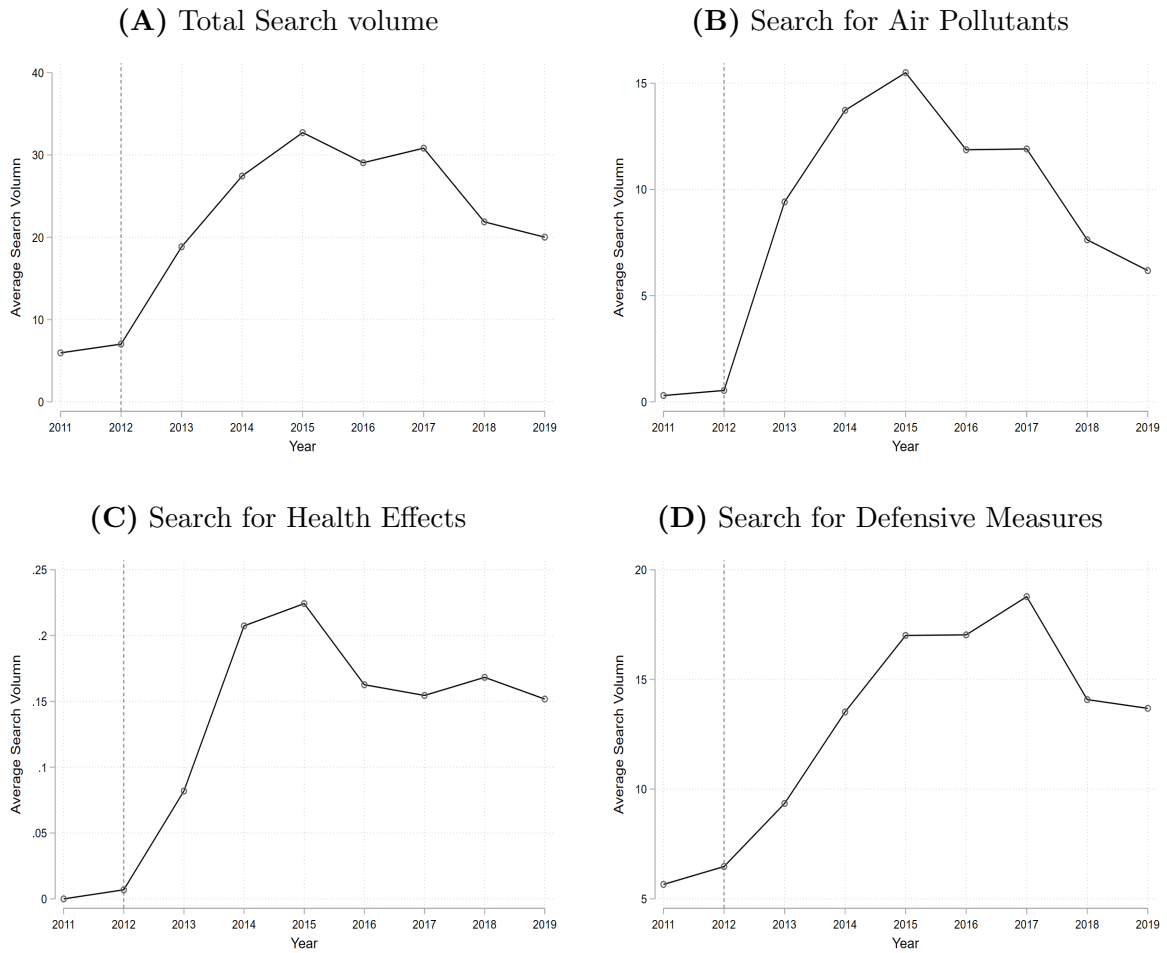 (A) Total Search volume
40
30
20
10
0
Average Search Volumn
2011 2012 2013 2014 2015 2016 2017 2018 2019
Year
(B) Search for Air Pollutants
15
10
5
0
Average Search Volumn
2011 2012 2013 2014 2015 2016 2017 2018 2019
Year
(C) Search for Health Effects
.25
.2
.15
.1
.05
0
Average Search Volumn
2011 2012 2013 2014 2015 2016 2017 2018 2019
Year
(D) Search for Defensive Measures
20
15
10
5
Average Search Volumn
2011 2012 2013 2014 2015 2016 2017 2018 2019
Year